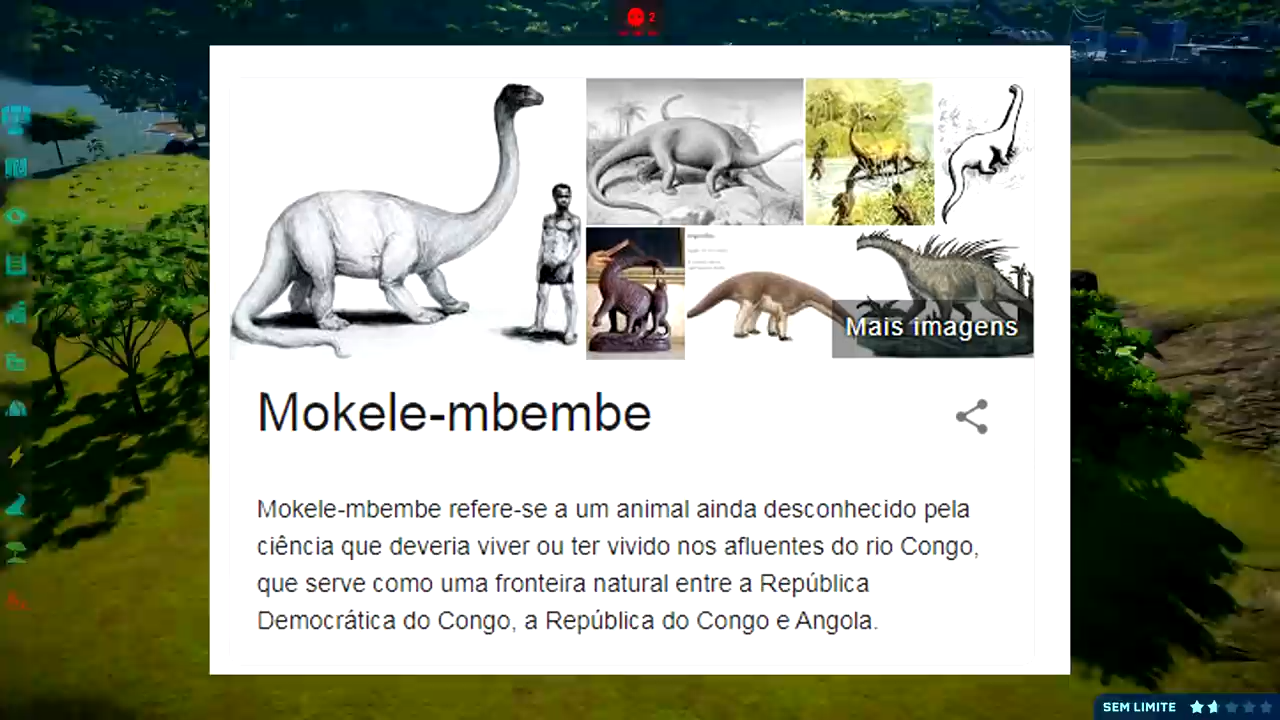 2
Mais imagens
Mokele-mbembe
Mokele-mbembe refere-se a um animal ainda desconhecido pela
ciência que deveria viver ou ter vivido nos afluentes do rio Congo,
que serve como uma fronteira natural entre a República
Democrática do Congo, a República do Congo e Angola.
SEM LIMITE